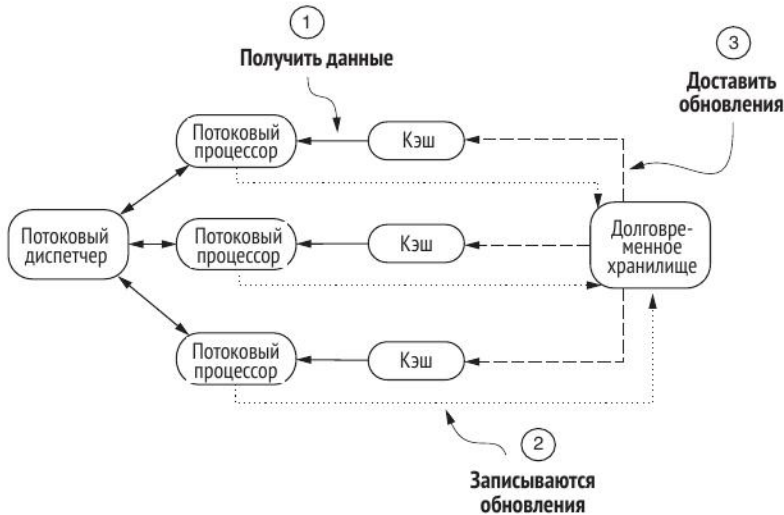 1
Получить данные
3
Доставить
обновления
Потоковый
процессор
Кэш
Потоковый
диспетчер
Потоковый
процессор
Кэш
Долговре-
менное
хранилище
Потоковый
процессор
Кэш
2
Записываются
обновления